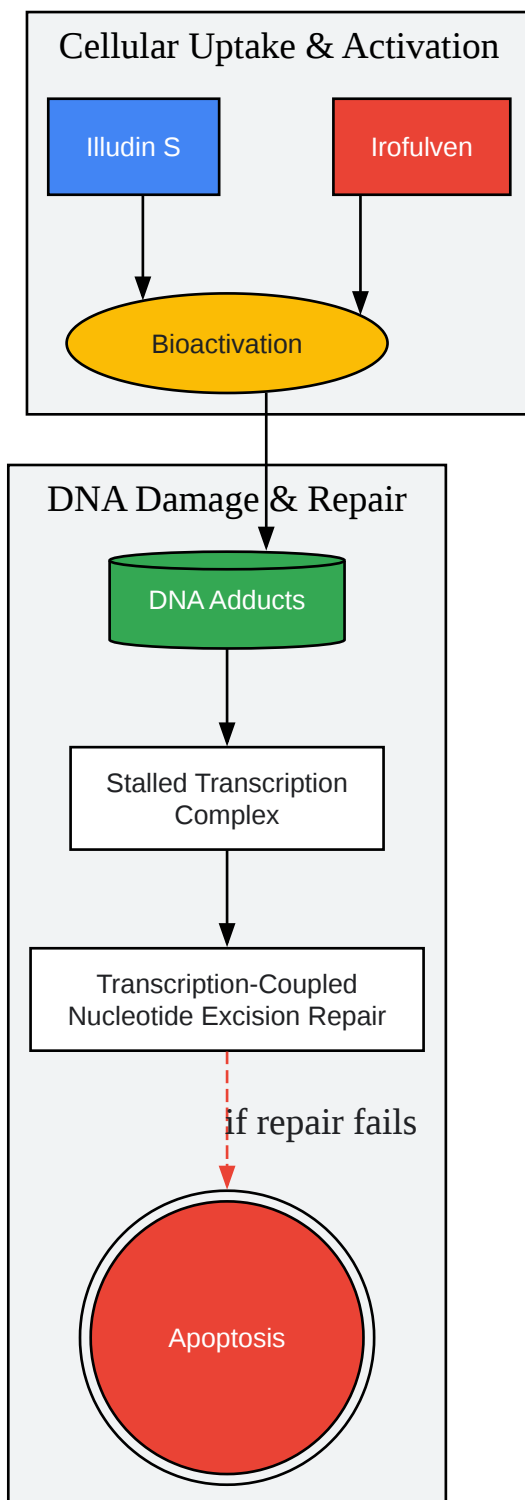 Cellular Uptake & Activation
Illudin S
Irofulven
Bioactivation
DNA Damage & Repair
DNA Adducts
Stalled Transcription
Complex
Transcription-Coupled
Nucleotide Excision Repair
if repair fails
Apoptosis